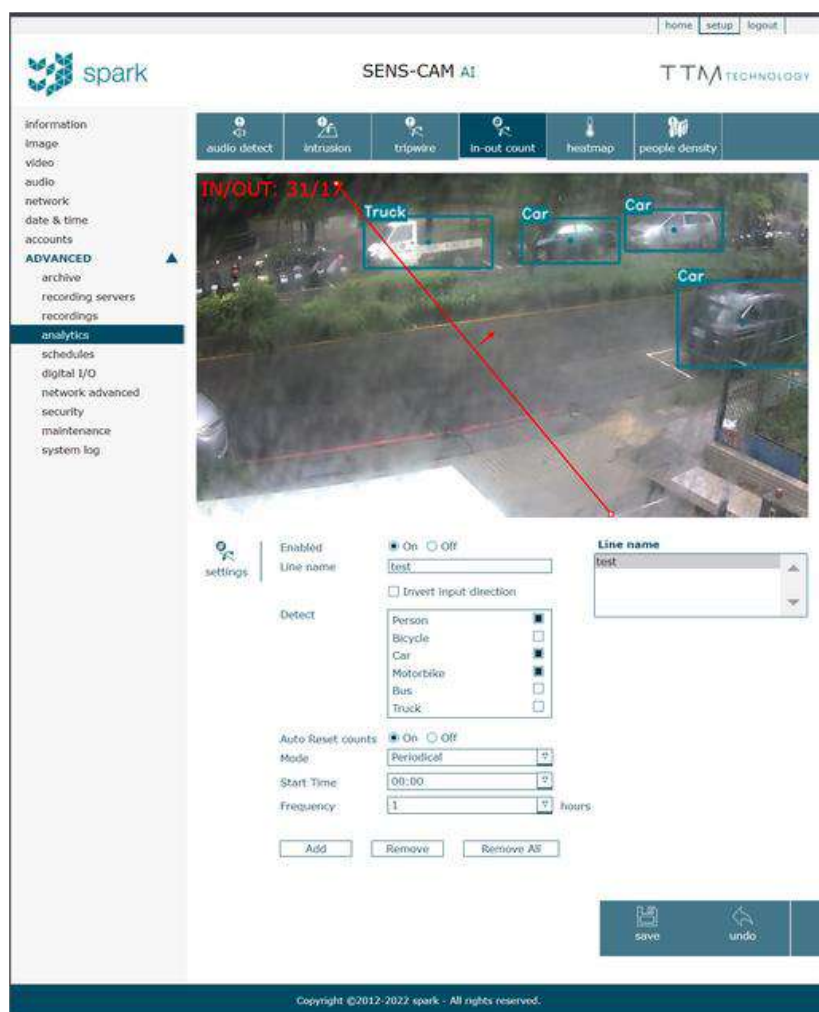 home setup logout
spark
SENS-CAM AI
TTM TECHNOLOGY
information
image
video
audio
network
date & time
accounts
ADVANCED
archive
recording servers
recordings
analytics
schedules
digital I/O
network advanced
security
maintenance
system log
audio detect
intrusion
tripwire
in-out count
heatmap
people density
IN/OUT: 31/17
Truck
Car
Car
Car
settings
Enabled On Off
Line name test
Invert input direction
Detect
Person
Bicycle
Car
Motorbike
Bus
Truck
Auto Reset counts On Off
Mode Periodical
Start Time 00:00
Frequency 1 hours
Add Remove Remove All
Line name
test
save undo
Copyright ©2012-2022 spark - All rights reserved.